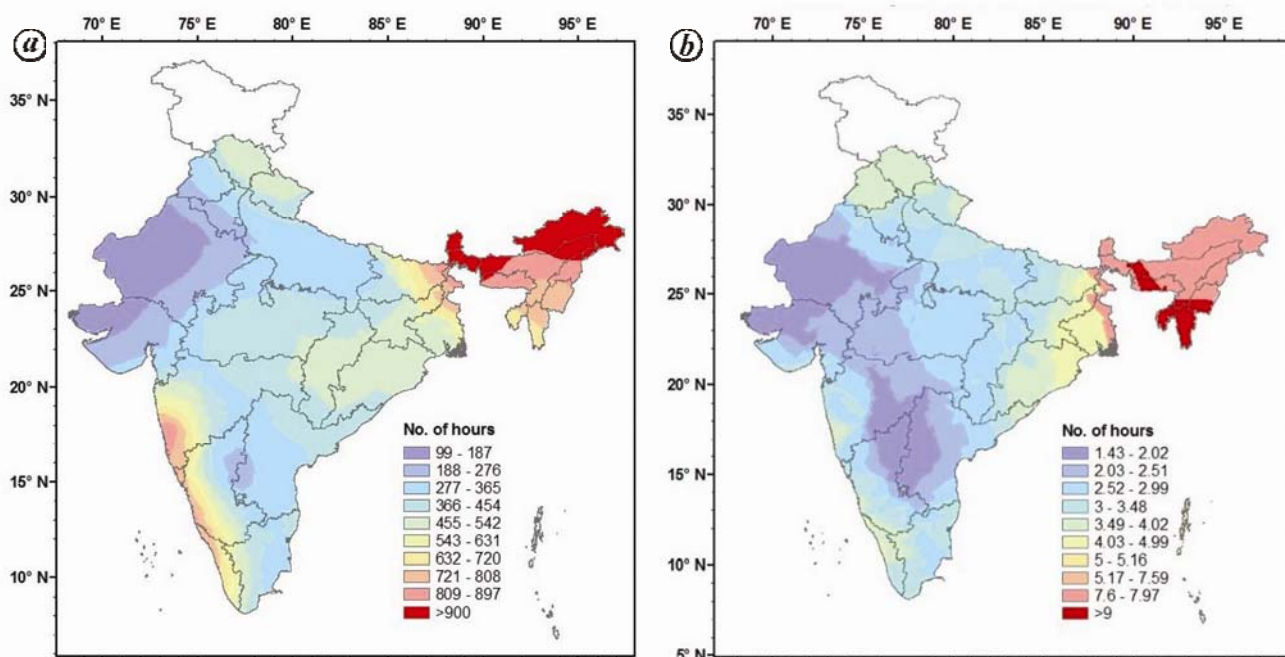 70° E 75° E 80° E 85° E 90° E 95° E
a
35° N
30° N
25° N
20° N
15° N
10° N
No. of hours
99 - 187
188 - 276
277 - 365
366 - 454
455 - 542
543 - 631
632 - 720
721 - 808
809 - 897
>900
70° E 75° E 80° E 85° E 90° E 95° E
b
35° N
30° N
25° N
20° N
15° N
10° N
5° N
No. of hours
1.43 - 2.02
2.03 - 2.51
2.52 - 2.99
3 - 3.48
3.49 - 4.02
4.03 - 4.99
5 - 5.16
5.17 - 7.59
7.6 - 7.97
>9